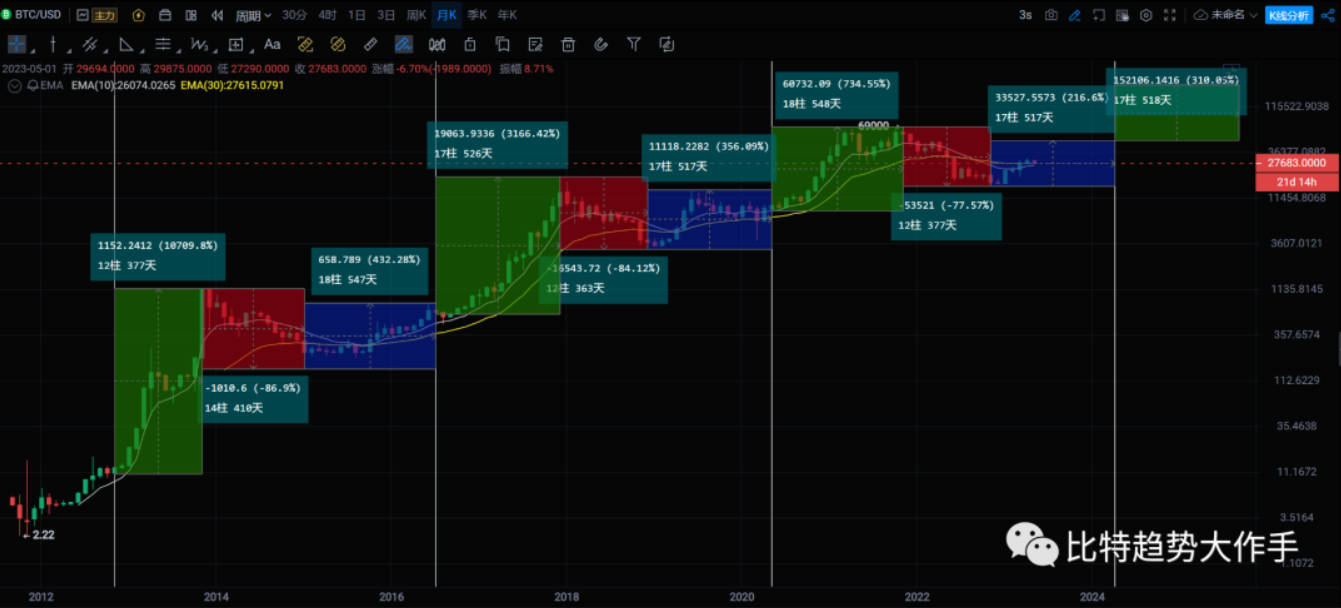 BTC/USD 主力 周期 30分 4时 1日 3日 周K 月K 季K 年K 3s 未命名 K线分析
Aa
2023-05-01 开 29694.0000 高 29875.0000 低 27290.0000 收 27683.0000 涨幅 -6.70%(-1989.0000) 振幅 8.71%
EMA EMA(10):26074.0265 EMA(30):27615.0791
152106.1416 (310.05%)
17柱 518天
60732.09 (734.55%)
18柱 548天
33527.5573 (216.6%)
17柱 517天
115522.9038
69000
19063.9336 (3166.42%)
17柱 526天
11118.2282 (356.09%)
17柱 517天
36377.0882
27683.0000
21d 14h
11454.8068
-53521 (-77.57%)
12柱 377天
1152.2412 (10709.8%)
12柱 377天
658.789 (432.28%)
18柱 547天
3607.0121
-16543.72 (-84.12%)
12柱 363天
1135.8145
357.6574
-1010.6 (-86.9%)
14柱 410天
112.6229
35.4638
11.1672
3.5164
2.22
比特趋势大作手
1.1072
2012 2014 2016 2018 2020 2022 2024